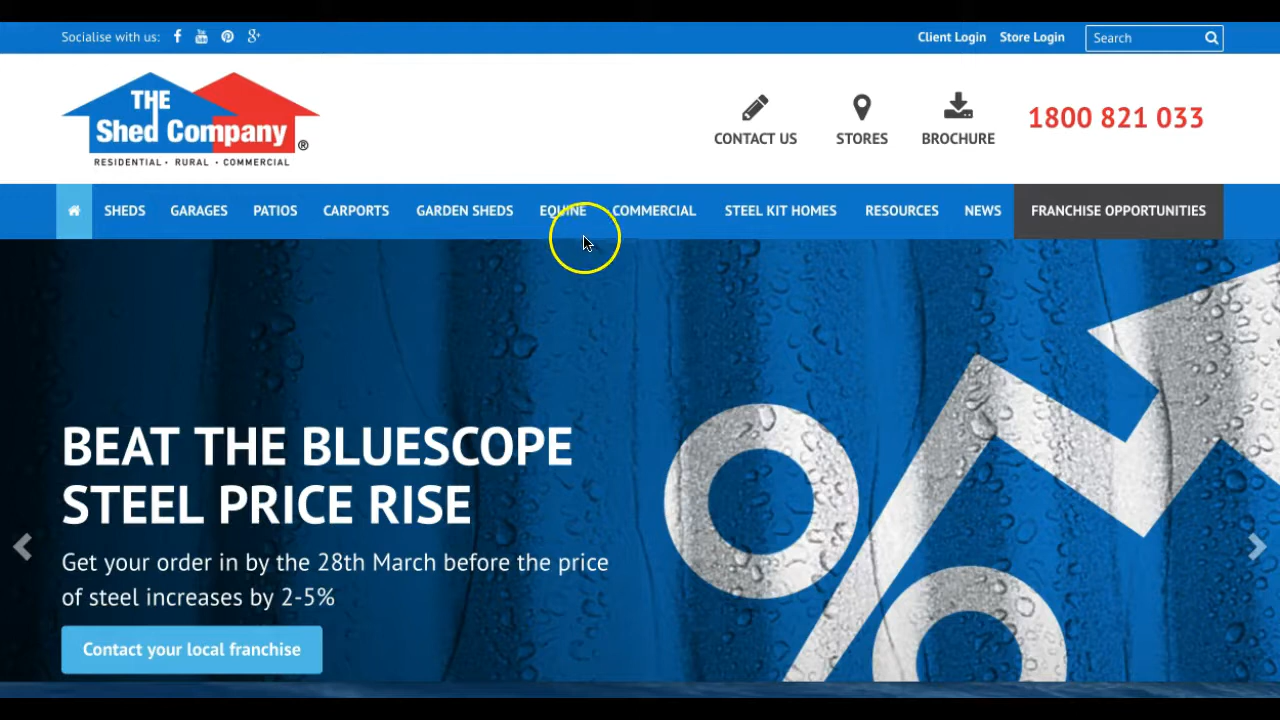 Socialise with us:
Client Login Store Login Search
THE
Shed Company®
RESIDENTIAL • RURAL • COMMERCIAL
CONTACT US STORES BROCHURE 1800 821 033
SHEDS GARAGES PATIOS CARPORTS GARDEN SHEDS EQUINE COMMERCIAL STEEL KIT HOMES RESOURCES NEWS FRANCHISE OPPORTUNITIES
BEAT THE BLUESCOPE
STEEL PRICE RISE
Get your order in by the 28th March before the price
of steel increases by 2-5%
Contact your local franchise